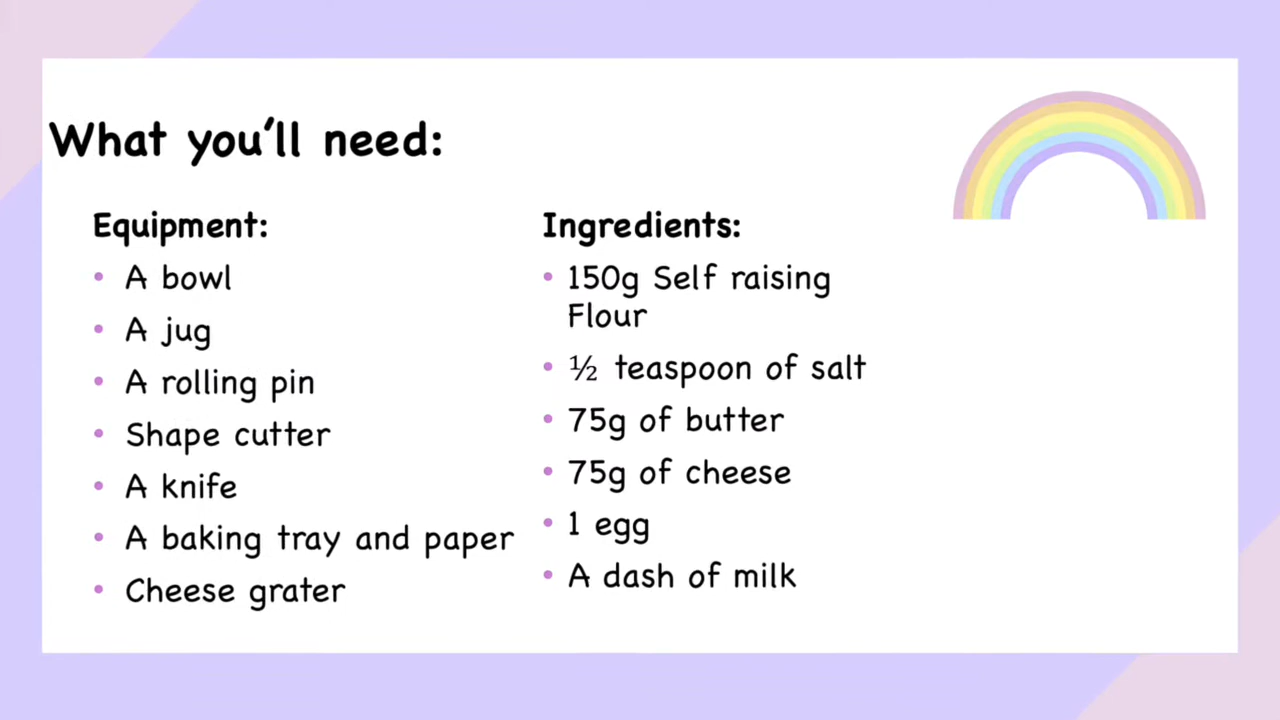 What you'll need:
Equipment:
• A bowl
• A jug
• A rolling pin
• Shape cutter
• A knife
• A baking tray and paper
• Cheese grater
Ingredients:
• 150g Self raising
Flour
• ½ teaspoon of salt
• 75g of butter
• 75g of cheese
• 1 egg
• A dash of milk